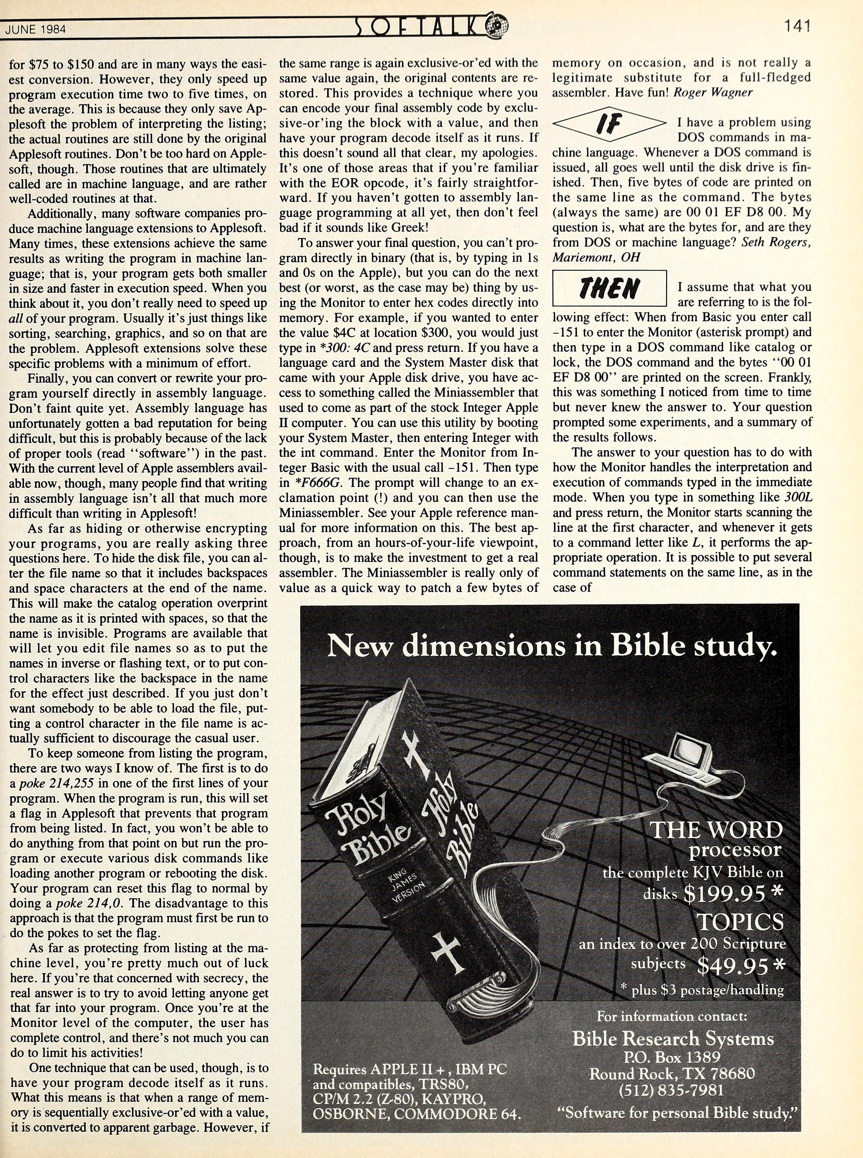 JUNE 1984
SOFTALK
141
for $75 to $150 and are in many ways the easi-
est conversion. However, they only speed up
program execution time two to five times, on
the average. This is because they only save Ap-
plesoft the problem of interpreting the listing;
the actual routines are still done by the original
Applesoft routines. Don't be too hard on Apple-
soft, though. Those routines that are ultimately
called are in machine language, and are rather
well-coded routines at that.
Additionally, many software companies pro-
duce machine language extensions to Applesoft.
Many times, these extensions achieve the same
results as writing the program in machine lan-
guage; that is, your program gets both smaller
in size and faster in execution speed. When you
think about it, you don't really need to speed up
all of your program. Usually it's just things like
sorting, searching, graphics, and so on that are
the problem. Applesoft extensions solve these
specific problems with a minimum of effort.
Finally, you can convert or rewrite your pro-
gram yourself directly in assembly language.
Don't faint quite yet. Assembly language has
unfortunately gotten a bad reputation for being
difficult, but this is probably because of the lack
of proper tools (read "software") in the past.
With the current level of Apple assemblers avail-
able now, though, many people find that writing
in assembly language isn't all that much more
difficult than writing in Applesoft!
As far as hiding or otherwise encrypting
your programs, you are really asking three
questions here. To hide the disk file, you can al-
ter the file name so that it includes backspaces
and space characters at the end of the name.
This will make the catalog operation overprint
the name as it is printed with spaces, so that the
name is invisible. Programs are available that
will let you edit file names so as to put the
names in inverse or flashing text, or to put con-
trol characters like the backspace in the name
for the effect just described. If you just don't
want somebody to be able to load the file, put-
ting a control character in the file name is ac-
tually sufficient to discourage the casual user.
To keep someone from listing the program,
there are two ways I know of. The first is to do
a poke 214,255 in one of the first lines of your
program. When the program is run, this will set
a flag in Applesoft that prevents that program
from being listed. In fact, you won't be able to
do anything from that point on but run the pro-
gram or execute various disk commands like
loading another program or rebooting the disk.
Your program can reset this flag to normal by
doing a poke 214,0. The disadvantage to this
approach is that the program must first be run to
do the pokes to set the flag.
As far as protecting from listing at the ma-
chine level, you're pretty much out of luck
here. If you're that concerned with secrecy, the
real answer is to try to avoid letting anyone get
that far into your program. Once you're at the
Monitor level of the computer, the user has
complete control, and there's not much you can
do to limit his activities!
One technique that can be used, though, is to
have your program decode itself as it runs.
What this means is that when a range of mem-
ory is sequentially exclusive-or'ed with a value,
it is converted to apparent garbage. However, if
the same range is again exclusive-or'ed with the
same value again, the original contents are re-
stored. This provides a technique where you
can encode your final assembly code by exclu-
sive-or'ing the block with a value, and then
have your program decode itself as it runs. If
this doesn't sound all that clear, my apologies.
It's one of those areas that if you're familiar
with the EOR opcode, it's fairly straightfor-
ward. If you haven't gotten to assembly lan-
guage programming at all yet, then don't feel
bad if it sounds like Greek!
To answer your final question, you can't pro-
gram directly in binary (that is, by typing in 1s
and 0s on the Apple), but you can do the next
best (or worst, as the case may be) thing by us-
ing the Monitor to enter hex codes directly into
memory. For example, if you wanted to enter
the value $4C at location $300, you would just
type in *300: 4C and press return. If you have a
language card and the System Master disk that
came with your Apple disk drive, you have ac-
cess to something called the Miniassembler that
used to come as part of the stock Integer Apple
II computer. You can use this utility by booting
your System Master, then entering Integer with
the int command. Enter the Monitor from In-
teger Basic with the usual call -151. Then type
in *F666G. The prompt will change to an ex-
clamation point (!) and you can then use the
Miniassembler. See your Apple reference man-
ual for more information on this. The best ap-
proach, from an hours-of-your-life viewpoint,
though, is to make the investment to get a real
assembler. The Miniassembler is really only of
value as a quick way to patch a few bytes of
memory on occasion, and is not really a
legitimate substitute for a full-fledged
assembler. Have fun! Roger Wagner
IF
I have a problem using
DOS commands in ma-
chine language. Whenever a DOS command is
issued, all goes well until the disk drive is fin-
ished. Then, five bytes of code are printed on
the same line as the command. The bytes
(always the same) are 00 01 EF D8 00. My
question is, what are the bytes for, and are they
from DOS or machine language? Seth Rogers,
Mariemont, OH
THEN
I assume that what you
are referring to is the fol-
lowing effect: When from Basic you enter call
-151 to enter the Monitor (asterisk prompt) and
then type in a DOS command like catalog or
lock, the DOS command and the bytes "00 01
EF D8 00" are printed on the screen. Frankly,
this was something I noticed from time to time
but never knew the answer to. Your question
prompted some experiments, and a summary of
the results follows.
The answer to your question has to do with
how the Monitor handles the interpretation and
execution of commands typed in the immediate
mode. When you type in something like 300L
and press return, the Monitor starts scanning the
line at the first character, and whenever it gets
to a command letter like L, it performs the ap-
propriate operation. It is possible to put several
command statements on the same line, as in the
case of
New dimensions in Bible study.
Holy
Bible
KING
JAMES
VERSION
Holy
Bible
THE WORD
processor
the complete KJV Bible on
disks $199.95*
TOPICS
an index to over 200 Scripture
subjects $49.95*
* plus $3 postage/handling
For information contact:
Bible Research Systems
P.O. Box 1389
Round Rock, TX 78680
(512) 835-7981
"Software for personal Bible study."
Requires APPLE II +, IBM PC
and compatibles, TRS80,
CP/M 2.2 (Z-80), KAYPRO,
OSBORNE, COMMODORE 64.